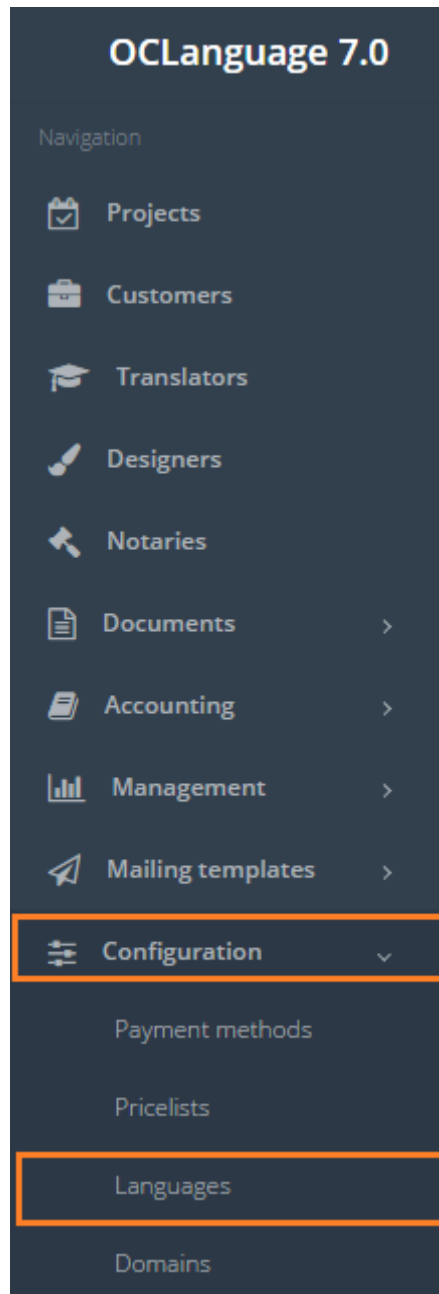 OCLanguage 7.0
Navigation
Projects
Customers
Translators
Designers
Notaries
Documents
Accounting
Management
Mailing templates
Configuration
Payment methods
Pricelists
Languages
Domains